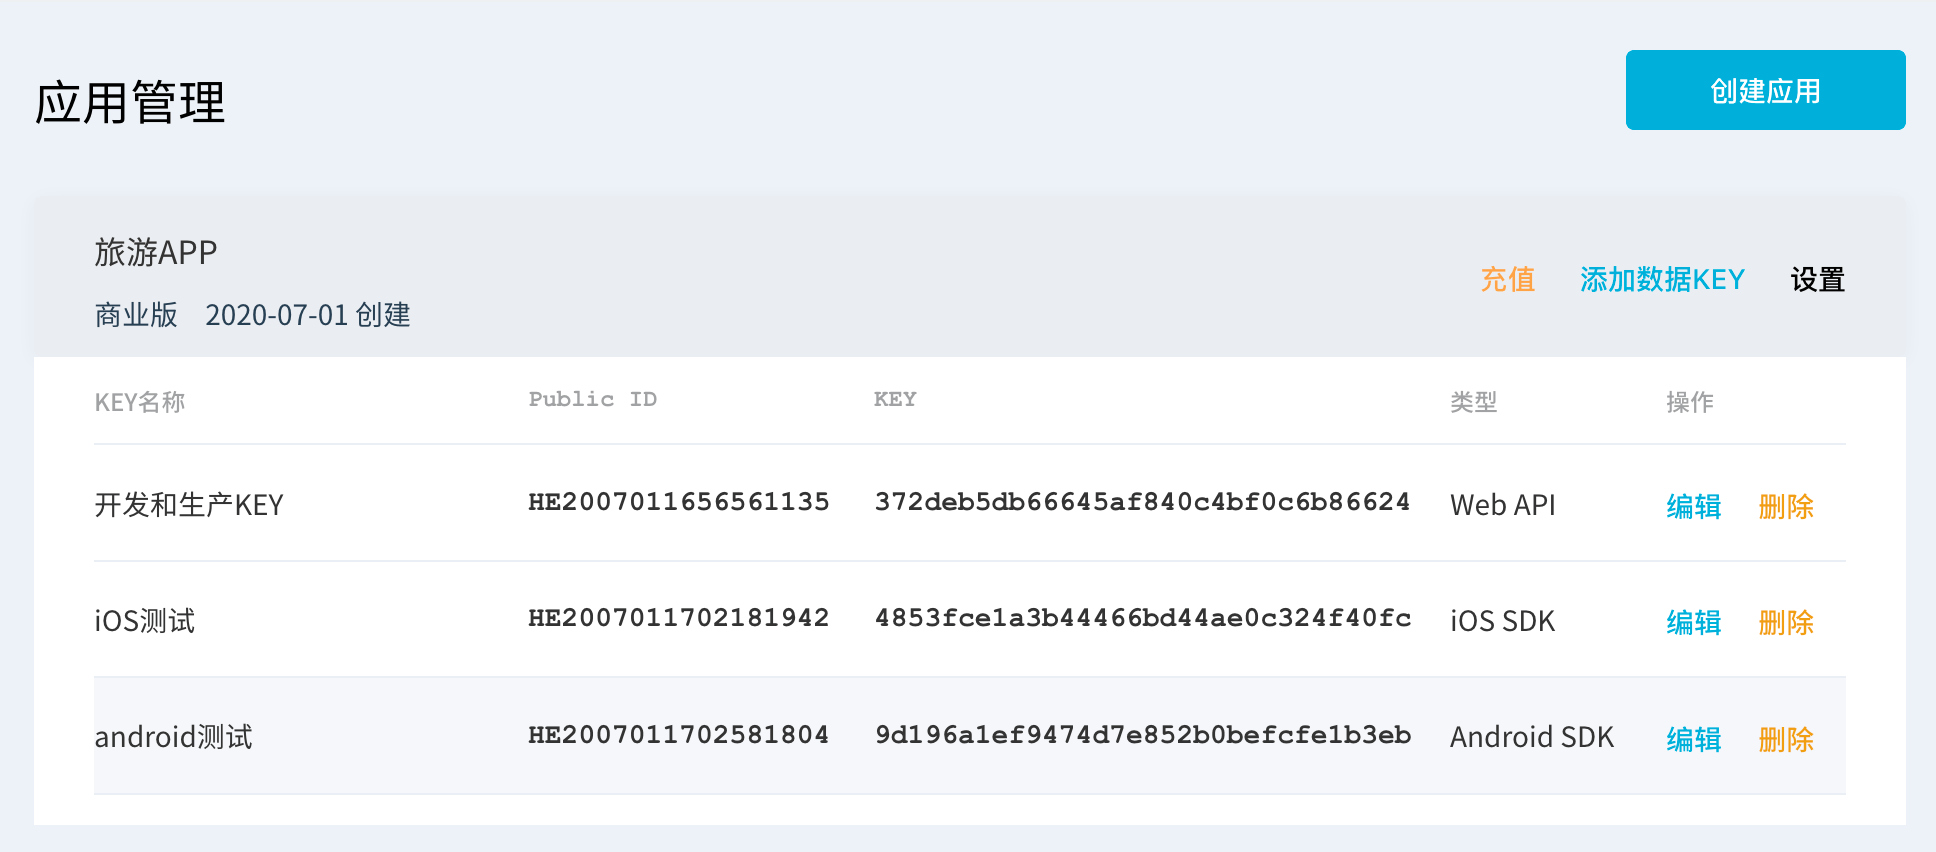 应用管理
创建应用
旅游APP
商业版 2020-07-01 创建
充值 添加数据KEY 设置
KEY名称 Public ID KEY 类型 操作
开发和生产KEY HE2007011656561135 372deb5db66645af840c4bf0c6b86624 Web API 编辑 删除
iOS测试 HE2007011702181942 4853fce1a3b44466bd44ae0c324f40fc iOS SDK 编辑 删除
android测试 HE2007011702581804 9d196a1ef9474d7e852b0befcfe1b3eb Android SDK 编辑 删除